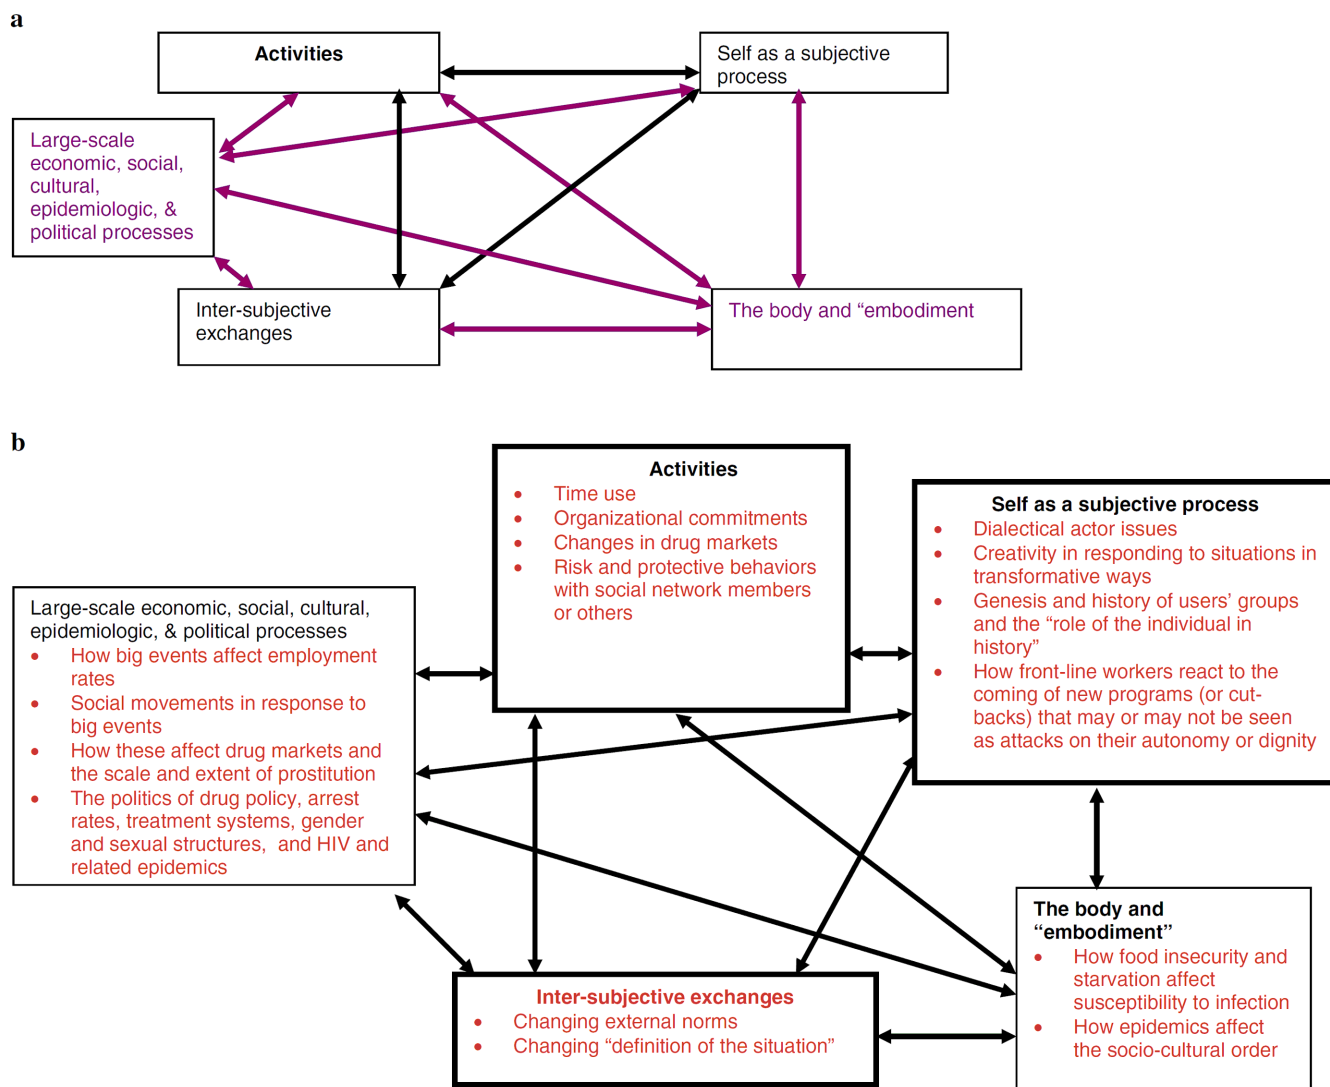 a
Activities
Self as a subjective
process
Large-scale
economic, social,
cultural,
epidemiologic, &
political processes
Inter-subjective
exchanges
The body and “embodiment
b
Activities
• Time use
• Organizational commitments
• Changes in drug markets
• Risk and protective behaviors
with social network members
or others
Self as a subjective process
• Dialectical actor issues
• Creativity in responding to situations in
transformative ways
• Genesis and history of users’ groups
and the “role of the individual in
history”
• How front-line workers react to the
coming of new programs (or cut-
backs) that may or may not be seen
as attacks on their autonomy or dignity
Large-scale economic, social, cultural,
epidemiologic, & political processes
• How big events affect employment
rates
• Social movements in response to
big events
• How these affect drug markets and
the scale and extent of prostitution
• The politics of drug policy, arrest
rates, treatment systems, gender
and sexual structures, and HIV and
related epidemics
The body and
“embodiment”
• How food insecurity and
starvation affect
susceptibility to infection
• How epidemics affect
the socio-cultural order
Inter-subjective exchanges
• Changing external norms
• Changing “definition of the situation”